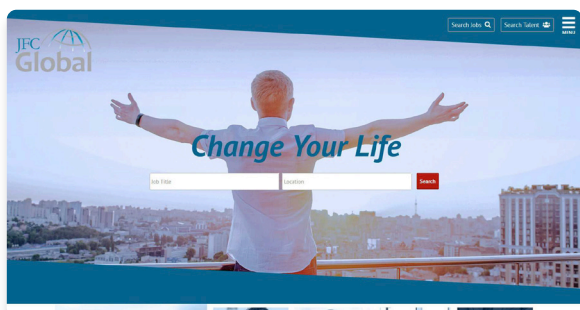 Search Jobs
Search Talent
MENU
JFC
Global
Change Your Life
Job Title
Location
Search